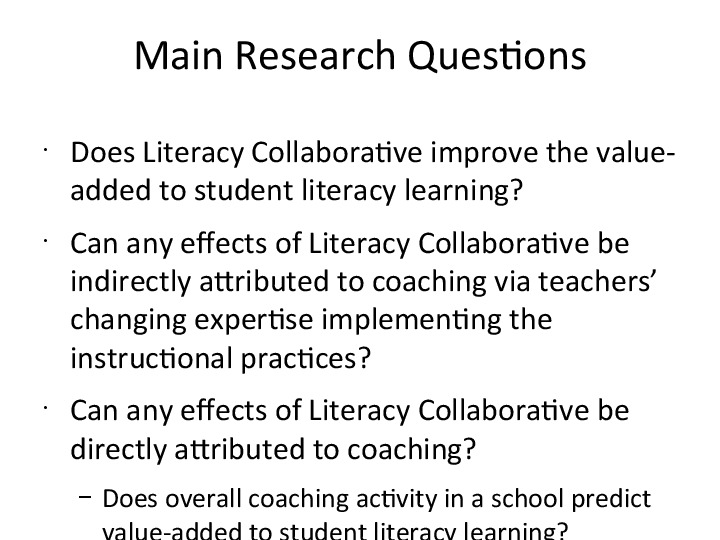 Main Research Questions
· Does Literacy Collaborative improve the value-
added to student literacy learning?
· Can any effects of Literacy Collaborative be
indirectly attributed to coaching via teachers’
changing expertise implementing the
instructional practices?
· Can any effects of Literacy Collaborative be
directly attributed to coaching?
– Does overall coaching activity in a school predict
value-added to student literacy learning?